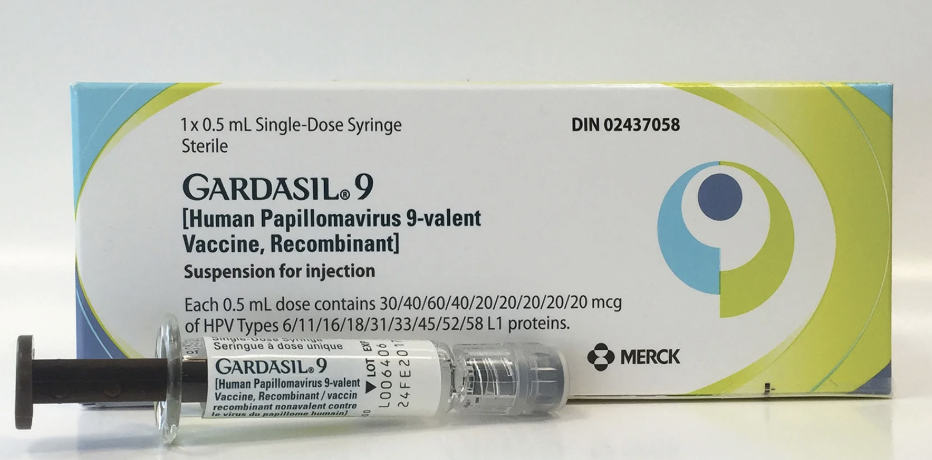 1 x 0.5 mL Single-Dose Syringe
Sterile
DIN 02437058
GARDASIL® 9
[Human Papillomavirus 9-valent
Vaccine, Recombinant]
Suspension for injection
Each 0.5 mL dose contains 30/40/60/40/20/20/20/20/20 mcg
of HPV Types 6/11/16/18/31/33/45/52/58 L1 proteins.
MERCK
Single-Dose Syringe
Seringue à dose unique
GARDASIL® 9
[Human Papillomavirus 9-valent
Vaccine, Recombinant / vaccin
recombinant nonavalent contre
le virus du papillome humain]
LOT EXP
L006406
24FE201